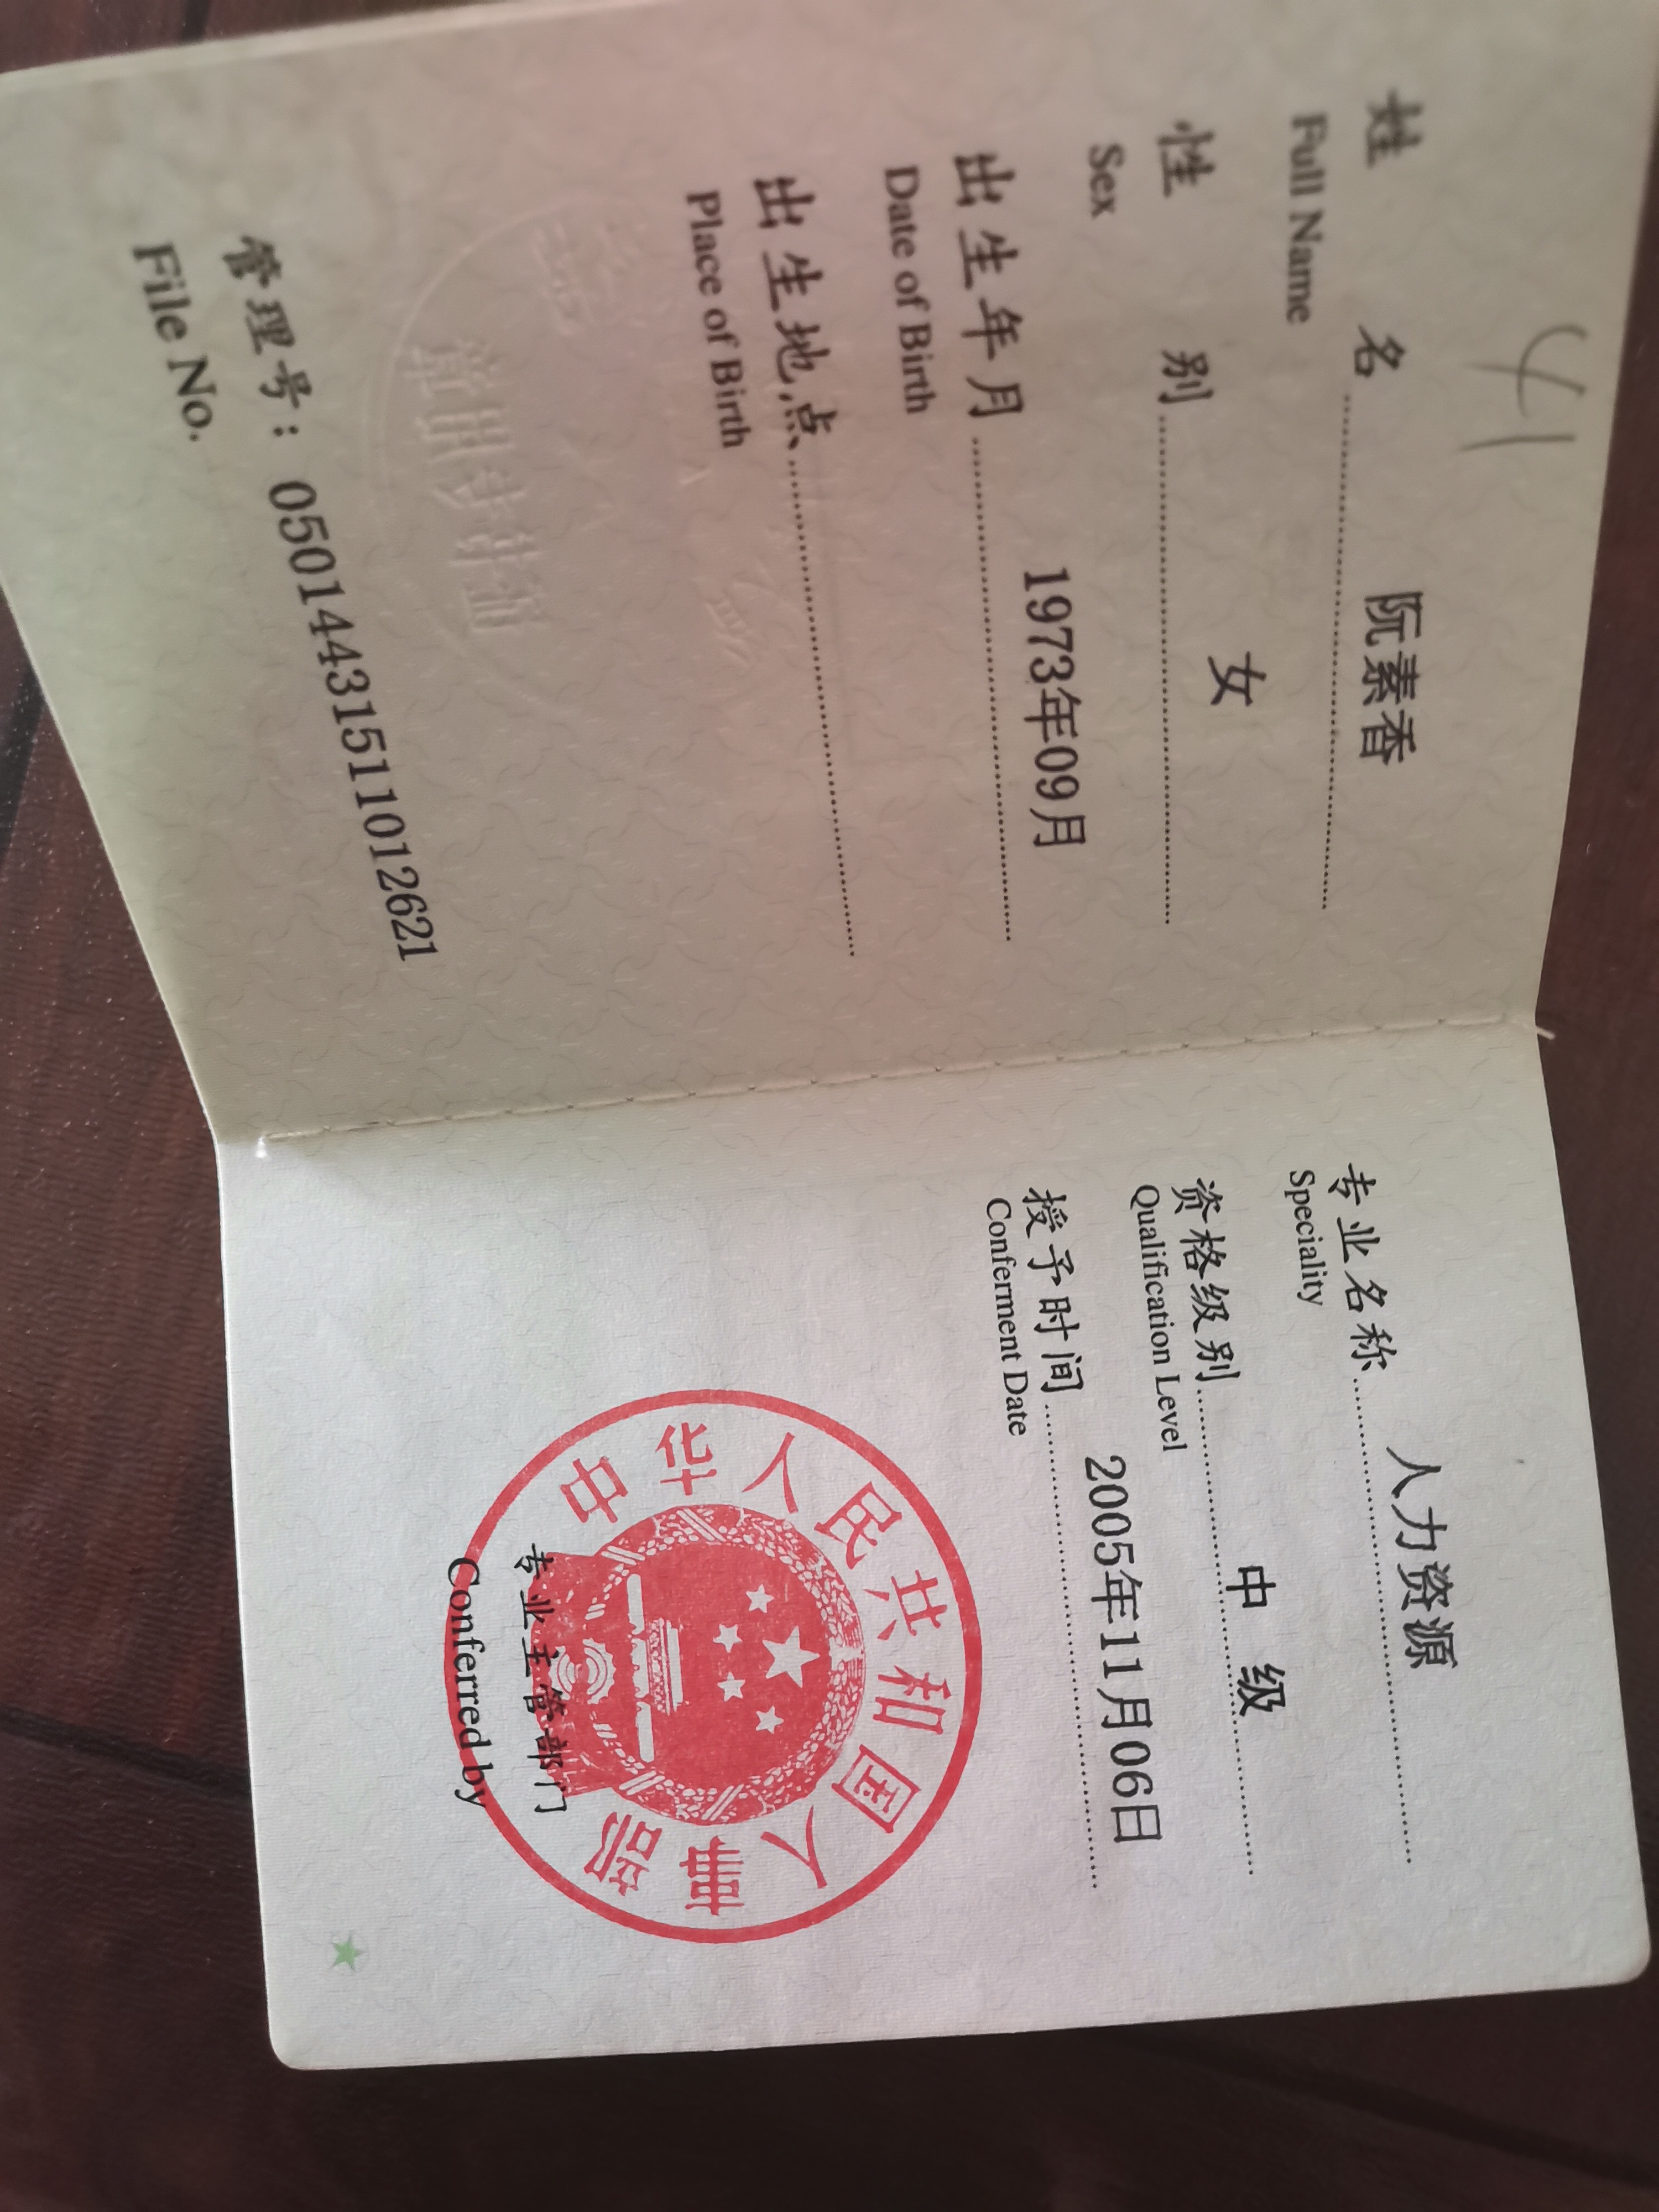 41
姓 名 阮素香
Full Name
性 别 女
Sex
出生年月 1973年09月
Date of Birth
出生地点
Place of Birth
管理号: 05014431511012621
File No.
专业名称 人力资源
Speciality
资格级别 中 级
Qualification Level
授予时间 2005年11月06日
Conferment Date
中华人民共和国人事部
专业主管部门
Conferred by